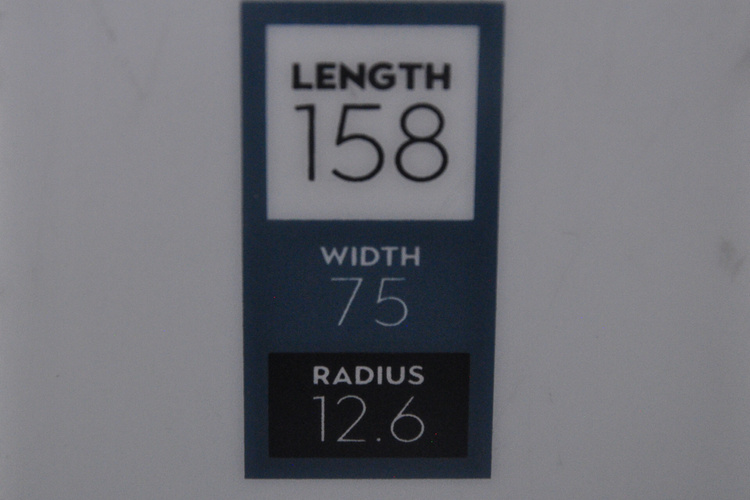 LENGTH
158
WIDTH
75
RADIUS
12.6